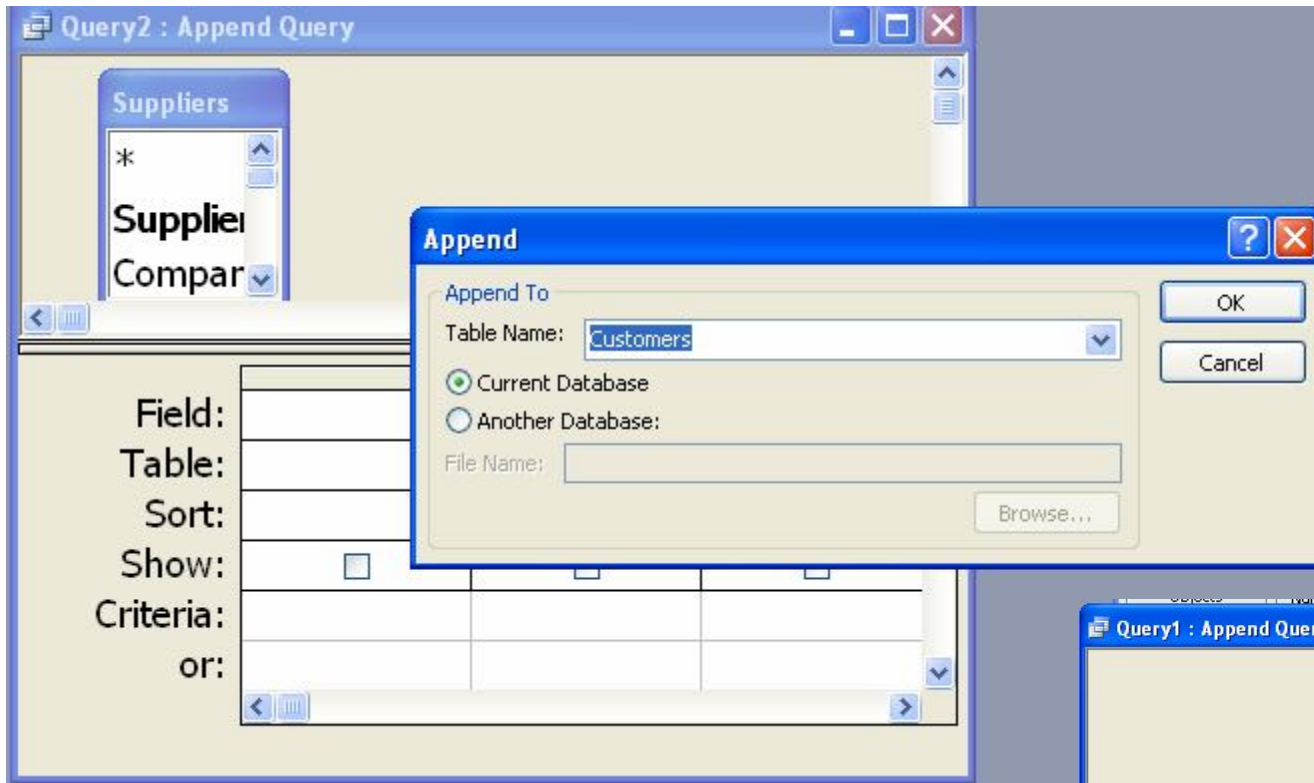 Query2 : Append Query
Suppliers
*
Supplier
Compar
Append
Append To
Table Name: Customers
Current Database
Another Database:
File Name:
OK
Cancel
Browse...
Field:
Table:
Sort:
Show:
Criteria:
or:
Query1 : Append Quer